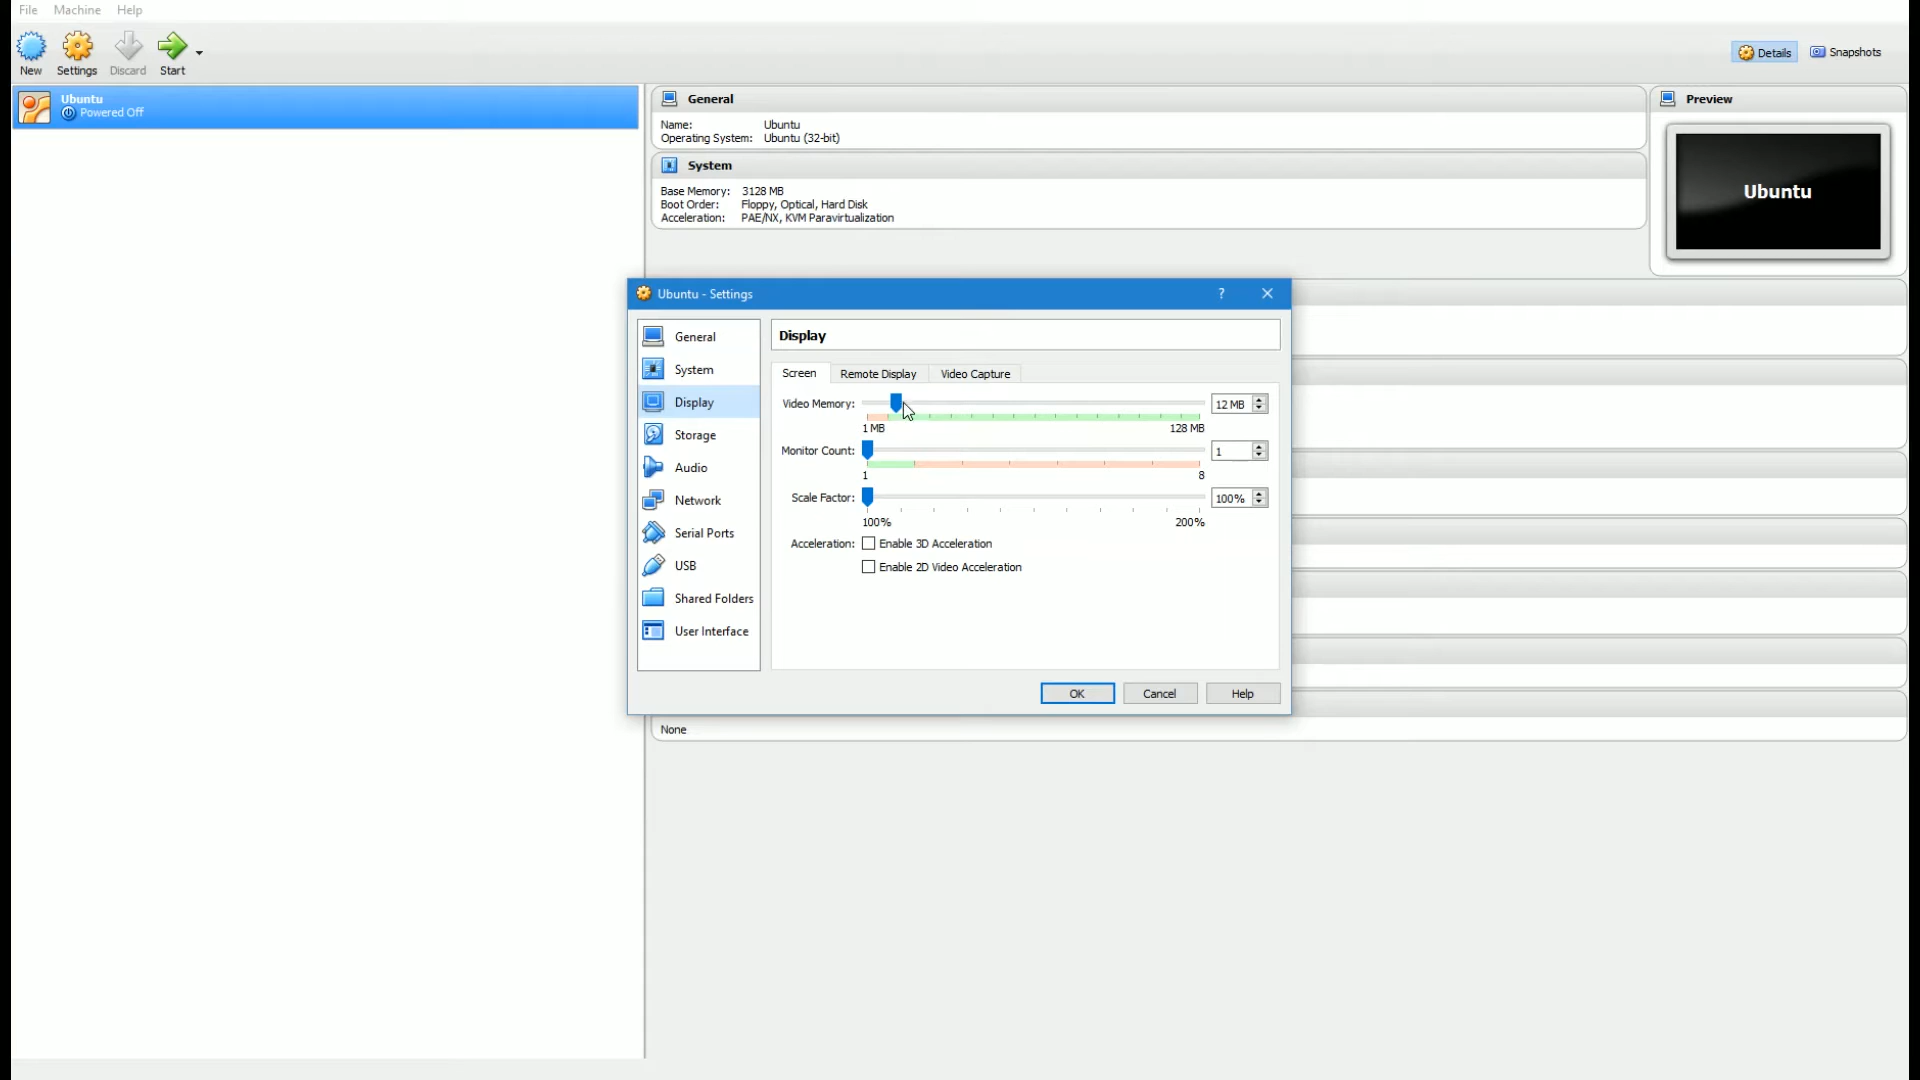 File Machine Help
New Settings Discard Start
Details Snapshots
Ubuntu
Powered Off
General
Name: Ubuntu
Operating System: Ubuntu (32-bit)
System
Base Memory: 3128 MB
Boot Order: Floppy, Optical, Hard Disk
Acceleration: PAE/NX, KVM Paravirtualization
Preview
Ubuntu
Ubuntu - Settings
?
General
System
Display
Storage
Audio
Network
Serial Ports
USB
Shared Folders
User Interface
Display
Screen Remote Display Video Capture
Video Memory: 12 MB
1 MB 128 MB
Monitor Count: 1
1 8
Scale Factor: 100%
100% 200%
Acceleration: Enable 3D Acceleration
Enable 2D Video Acceleration
OK Cancel Help
None